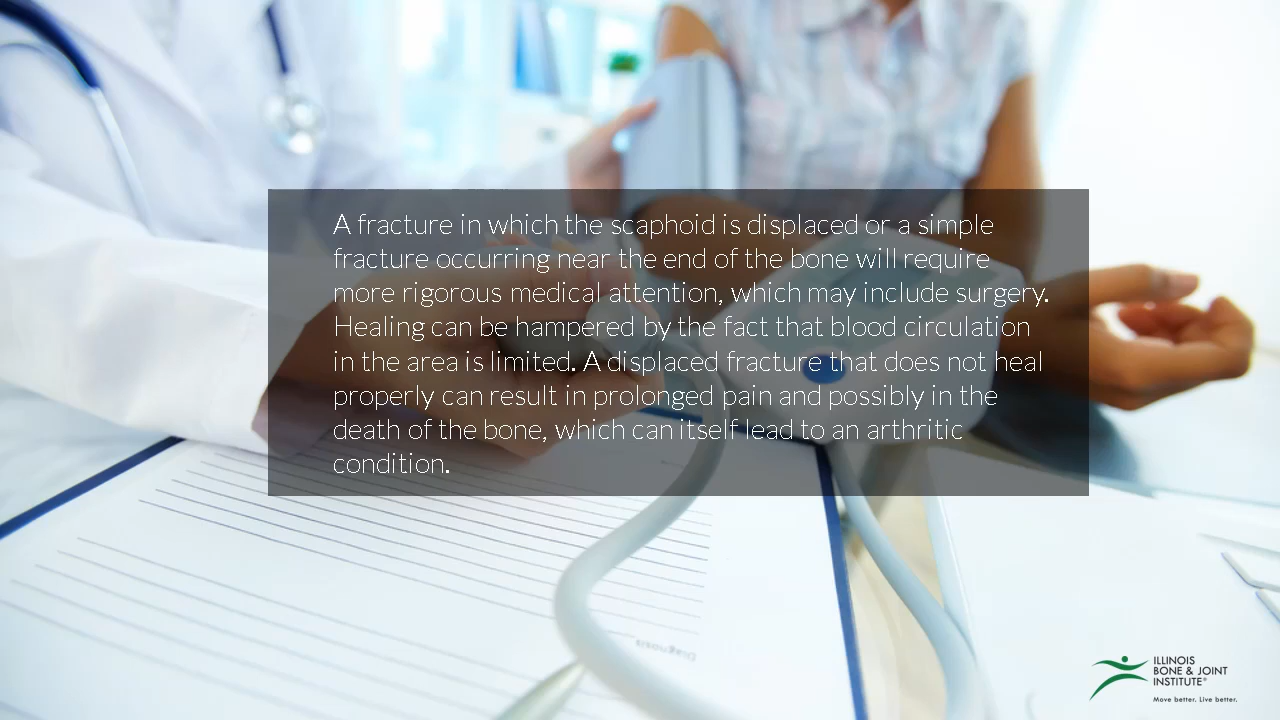 A fracture in which the scaphoid is displaced or a simple
fracture occurring near the end of the bone will require
more rigorous medical attention, which may include surgery.
Healing can be hampered by the fact that blood circulation
in the area is limited. A displaced fracture that does not heal
properly can result in prolonged pain and possibly in the
death of the bone, which can itself lead to an arthritic
condition.
Diagnosis
ILLINOIS
BONE & JOINT
INSTITUTE®
Move better. Live better.